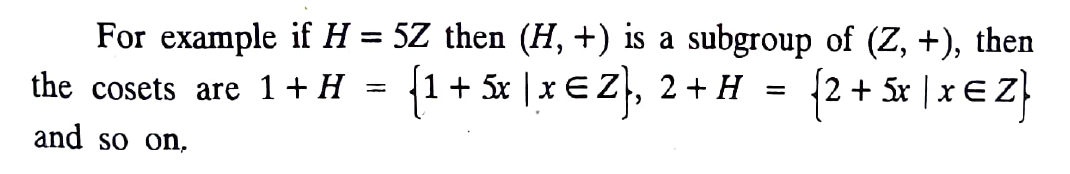 For example if H = 5Z then (H, +) is a subgroup of (Z, +), then
the cosets are 1 + H = {1 + 5x | x ∈ Z}, 2 + H = {2 + 5x | x ∈ Z}
and so on.